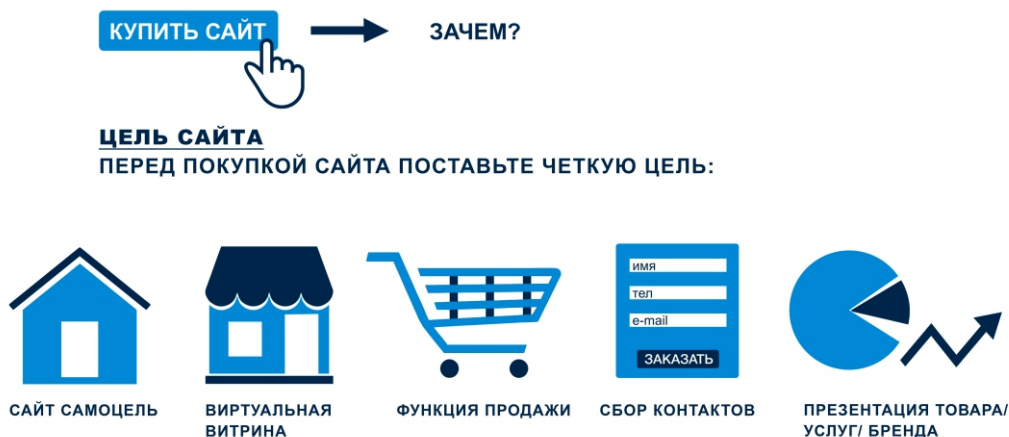 КУПИТЬ САЙТ
ЗАЧЕМ?
ЦЕЛЬ САЙТА
ПЕРЕД ПОКУПКОЙ САЙТА ПОСТАВЬТЕ ЧЕТКУЮ ЦЕЛЬ:
имя
тел
e-mail
ЗАКАЗАТЬ
САЙТ САМОЦЕЛЬ
ВИРТУАЛЬНАЯ
ВИТРИНА
ФУНКЦИЯ ПРОДАЖИ
СБОР КОНТАКТОВ
ПРЕЗЕНТАЦИЯ ТОВАРА/
УСЛУГ/ БРЕНДА